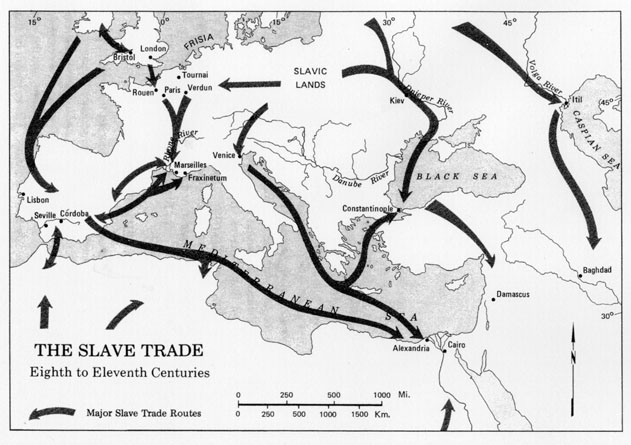 15°
0°
15°
30°
45°
London
Bristol
FRISIA
Tournai
Rouen
Paris
Verdun
SLAVIC
LANDS
Kiev
Dnieper River
Volga River
Itil
45°
CASPIAN SEA
Rhone River
Venice
Marseilles
Fraxinetum
Danube River
BLACK SEA
Lisbon
Seville
Córdoba
Constantinople
MEDITERRANEAN SEA
Baghdad
Damascus
30°
Alexandria
Cairo
THE SLAVE TRADE
Eighth to Eleventh Centuries
0 250 500 1000 Mi.
0 250 500 1000 1500 Km.
Major Slave Trade Routes
N